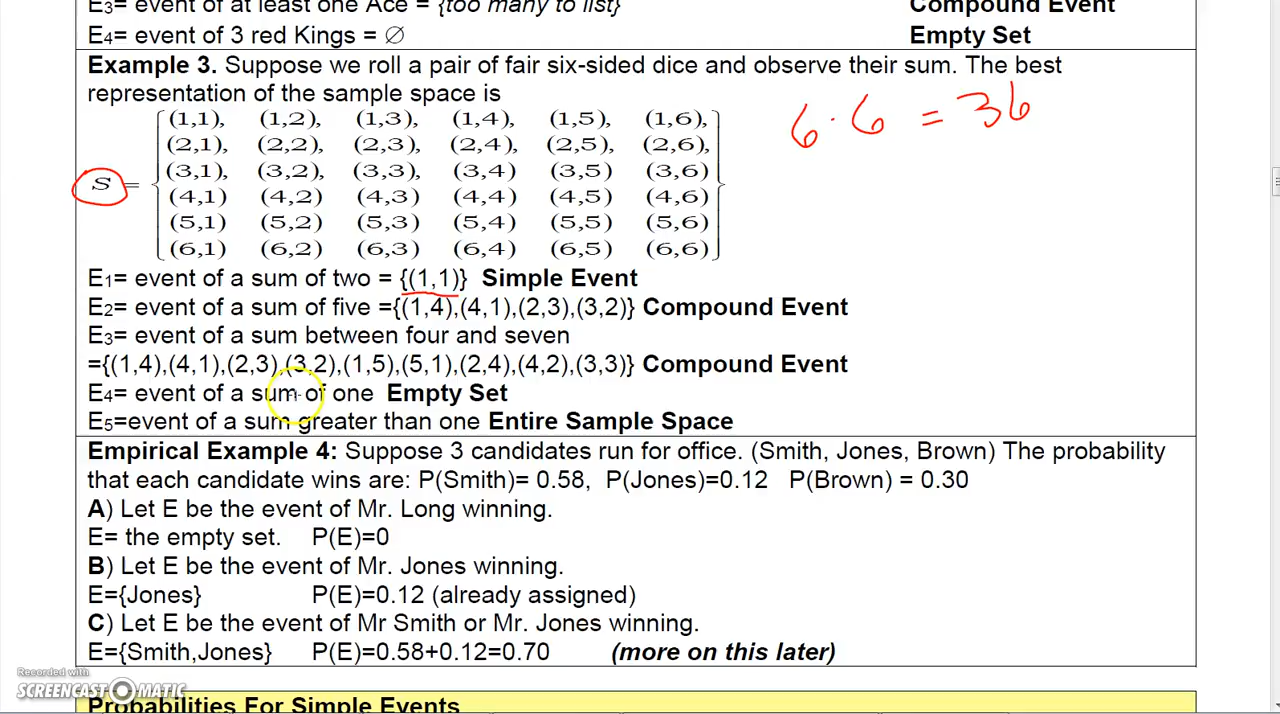 E3= event of at least one Ace = {too many to list} Compound Event
E4= event of 3 red Kings = ∅ Empty Set
Example 3. Suppose we roll a pair of fair six-sided dice and observe their sum. The best
representation of the sample space is
6 · 6 = 36
(1,1), (1,2), (1,3), (1,4), (1,5), (1,6),
(2,1), (2,2), (2,3), (2,4), (2,5), (2,6),
(3,1), (3,2), (3,3), (3,4) (3,5) (3,6)
S =
(4,1) (4,2) (4,3) (4,4) (4,5) (4,6)
(5,1) (5,2) (5,3) (5,4) (5,5) (5,6)
(6,1) (6,2) (6,3) (6,4) (6,5) (6,6)
E1= event of a sum of two = {(1,1)} Simple Event
E2= event of a sum of five ={(1,4),(4,1),(2,3),(3,2)} Compound Event
E3= event of a sum between four and seven
={(1,4),(4,1),(2,3),(3,2),(1,5),(5,1),(2,4),(4,2),(3,3)} Compound Event
E4= event of a sum of one Empty Set
E5=event of a sum greater than one Entire Sample Space
Empirical Example 4: Suppose 3 candidates run for office. (Smith, Jones, Brown) The probability
that each candidate wins are: P(Smith)= 0.58, P(Jones)=0.12 P(Brown) = 0.30
A) Let E be the event of Mr. Long winning.
E= the empty set. P(E)=0
B) Let E be the event of Mr. Jones winning.
E={Jones} P(E)=0.12 (already assigned)
C) Let E be the event of Mr Smith or Mr. Jones winning.
E={Smith,Jones} P(E)=0.58+0.12=0.70 (more on this later)
Recorded with
SCREENCAST-O-MATIC
Probabilities For Simple Events